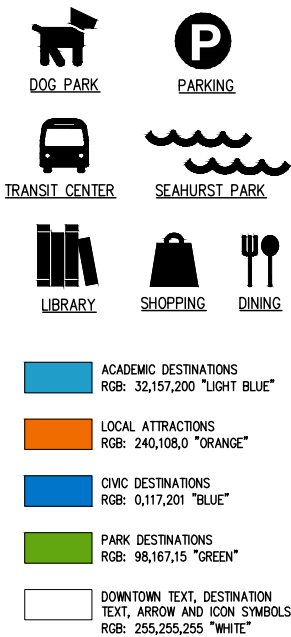 DOG PARK
P
PARKING
TRANSIT CENTER
SEAHURST PARK
LIBRARY
SHOPPING
DINING
ACADEMIC DESTINATIONS
RGB: 32,157,200 "LIGHT BLUE"
LOCAL ATTRACTIONS
RGB: 240,108,0 "ORANGE"
CIVIC DESTINATIONS
RGB: 0,117,201 "BLUE"
PARK DESTINATIONS
RGB: 98,167,15 "GREEN"
DOWNTOWN TEXT, DESTINATION
TEXT, ARROW AND ICON SYMBOLS
RGB: 255,255,255 "WHITE"